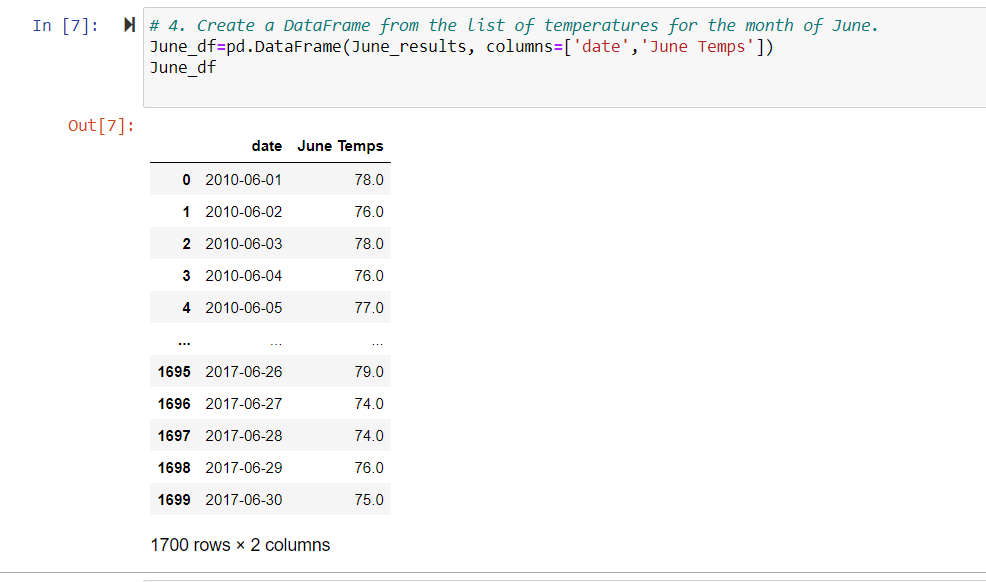 In [7]: # 4. Create a DataFrame from the list of temperatures for the month of June.
June_df=pd.DataFrame(June_results, columns=['date','June Temps'])
June_df
Out[7]:
date June Temps
0 2010-06-01 78.0
1 2010-06-02 76.0
2 2010-06-03 78.0
3 2010-06-04 76.0
4 2010-06-05 77.0
... ... ...
1695 2017-06-26 79.0
1696 2017-06-27 74.0
1697 2017-06-28 74.0
1698 2017-06-29 76.0
1699 2017-06-30 75.0
1700 rows × 2 columns